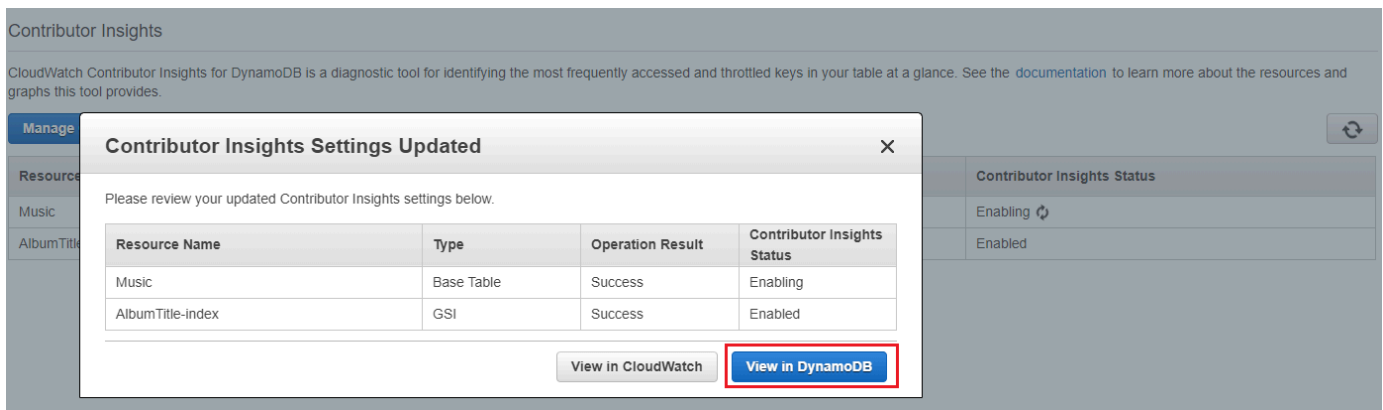 Contributor Insights
CloudWatch Contributor Insights for DynamoDB is a diagnostic tool for identifying the most frequently accessed and throttled keys in your table at a glance. See the documentation to learn more about the resources and
graphs this tool provides.
Manage
Contributor Insights Settings Updated
Resource
Contributor Insights Status
Please review your updated Contributor Insights settings below.
Music
Enabling
AlbumTitle
Enabled
Resource Name Type Operation Result Contributor Insights
Status
Music Base Table Success Enabling
AlbumTitle-index GSI Success Enabled
View in CloudWatch View in DynamoDB